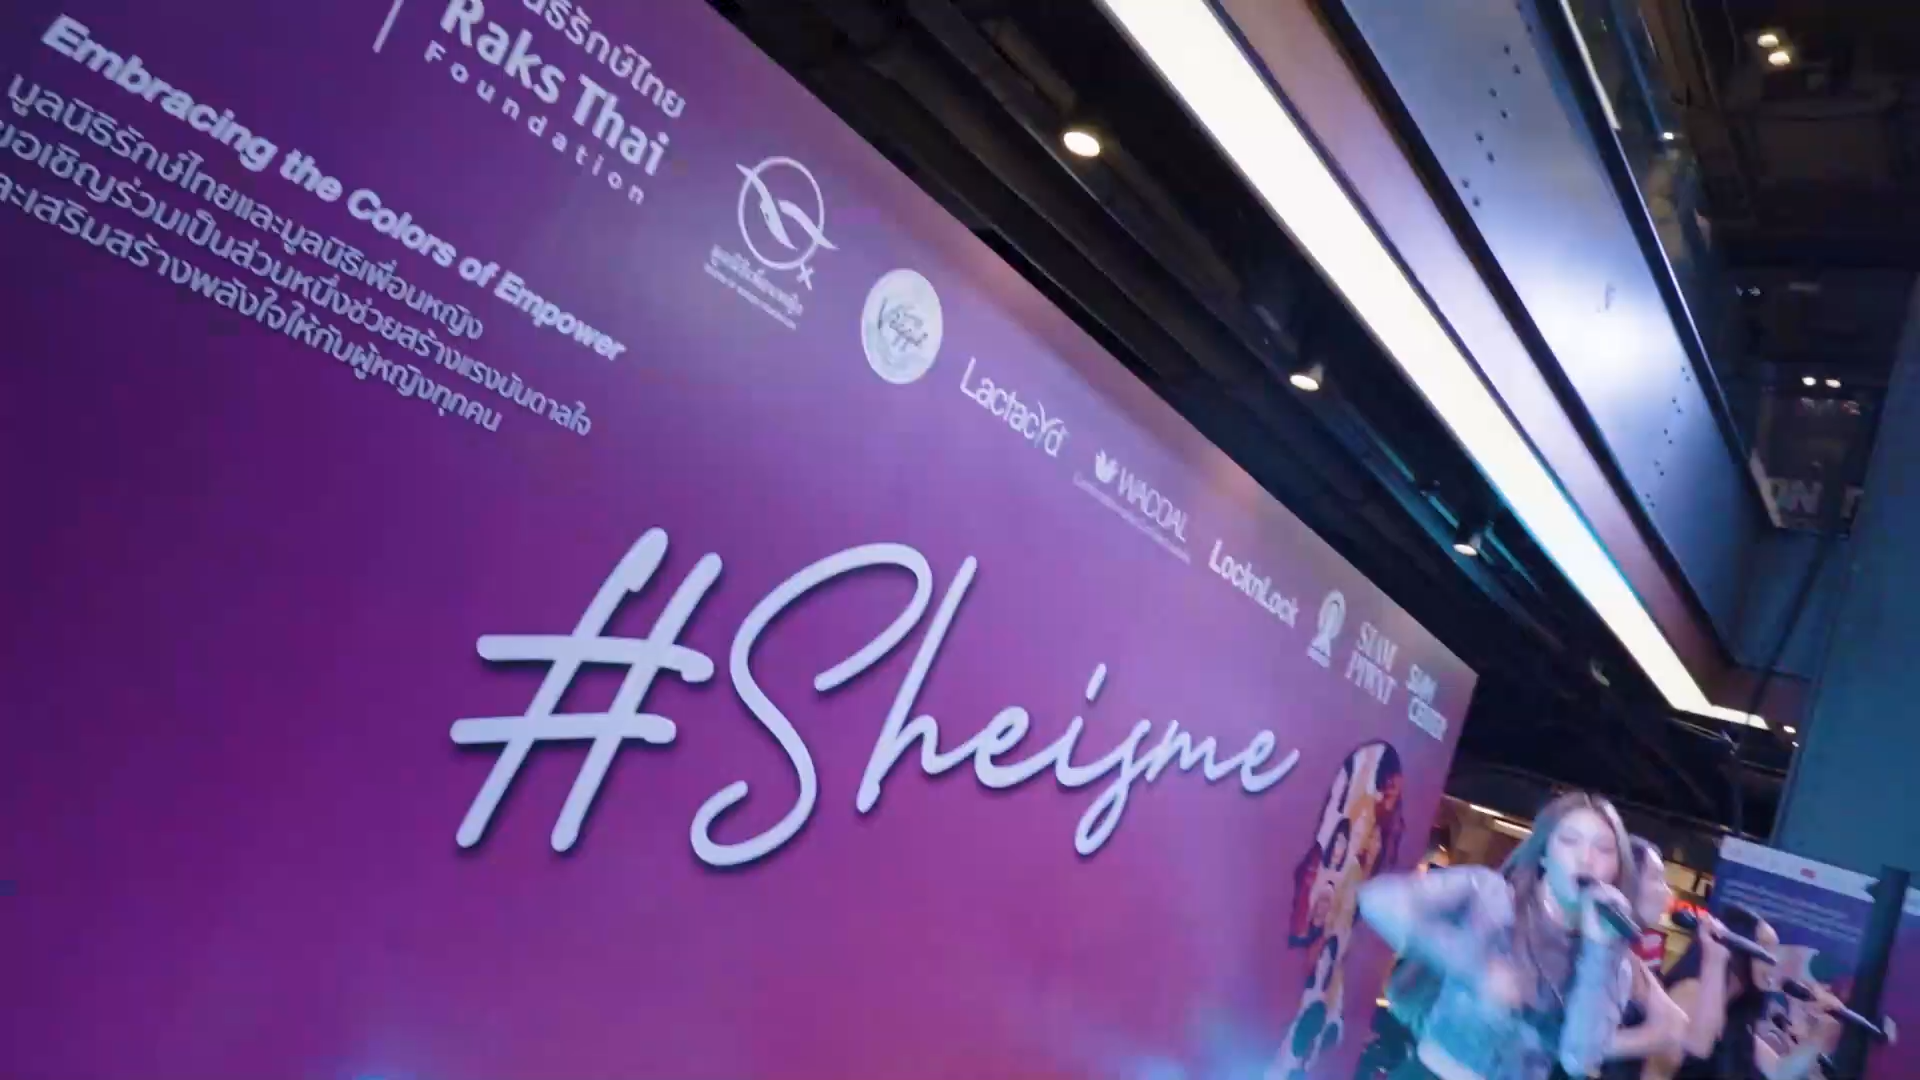 มูลนิธิรักษ์ไทย
Raks Thai
Foundation
Embracing the Colors of Empower
มูลนิธิรักษ์ไทยและมูลนิธิเพื่อนหญิง
ขอเชิญร่วมเป็นส่วนหนึ่งช่วยสร้างแรงบันดาลใจ
และเสริมสร้างพลังใจให้กับผู้หญิงทุกคน
Lactacyd
WACOAL
LocknLock
SIAM
PIWAT
SIAM
CENTER
#Sheisme